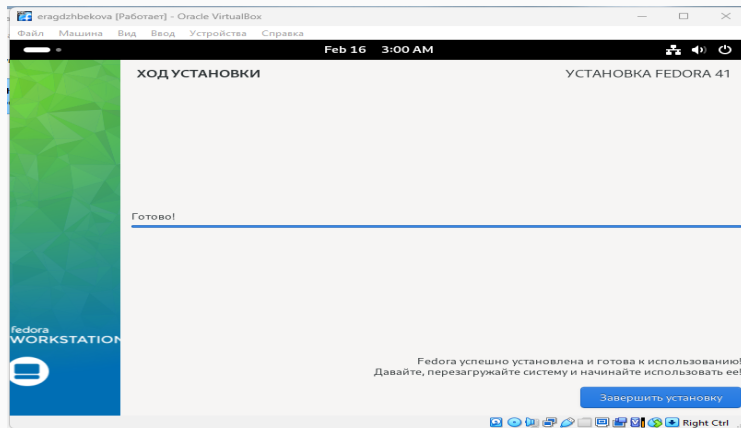 eragdzhbekova [Работает] - Oracle VirtualBox
Файл Машина Вид Ввод Устройства Справка
Feb 16 3:00 AM
ХОД УСТАНОВКИ
УСТАНОВКА FEDORA 41
Готово!
fedora
WORKSTATION
Fedora успешно установлена и готова к использованию!
Давайте, перезагружайте систему и начинайте использовать ее!
Завершить установку
Right Ctrl